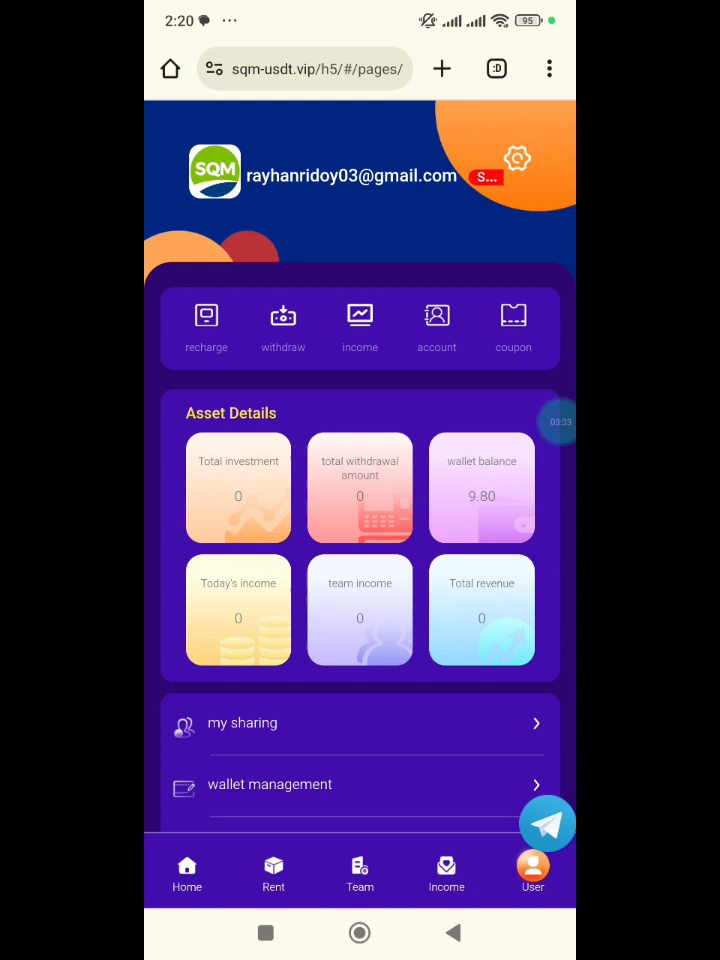 2:20
95
sqm-usdt.vip/h5/#/pages/
:D
SQM
rayhanridoy03@gmail.com
S...
recharge
withdraw
income
account
coupon
Asset Details
03:33
Total investment
0
total withdrawal
amount
0
wallet balance
9.80
Today's income
0
team income
0
Total revenue
0
my sharing
wallet management
Home
Rent
Team
Income
User